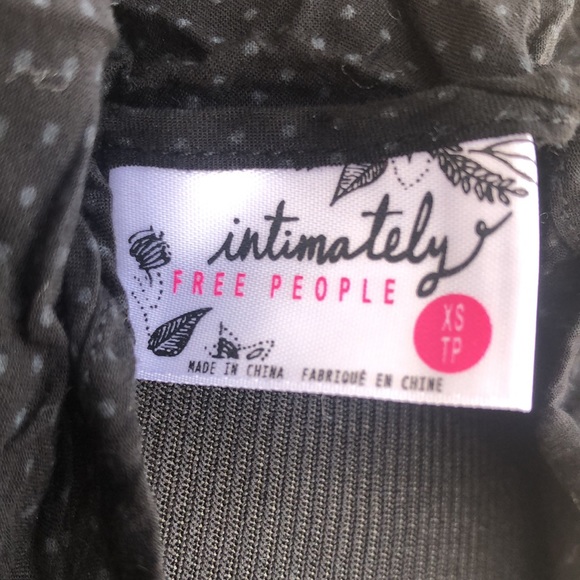 intimately
FREE PEOPLE
XS
TP
MADE IN CHINA FABRIQUÉ EN CHINE